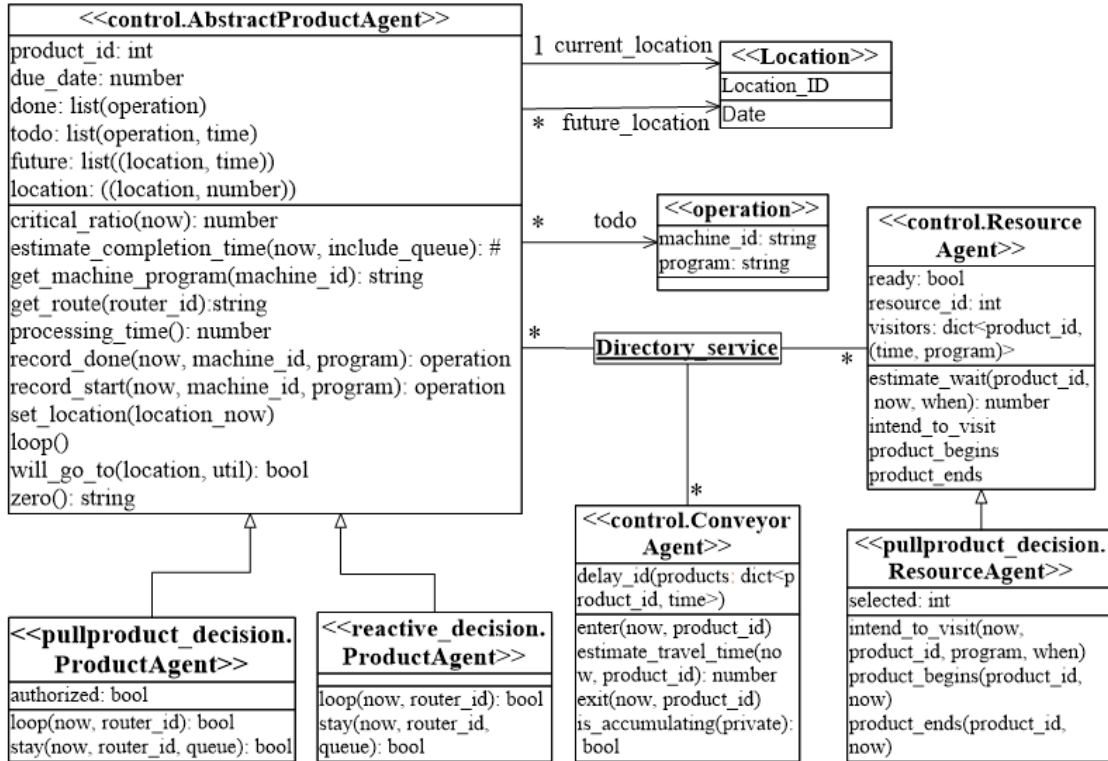 <<control.AbstractProductAgent>>
product_id: int
due_date: number
done: list(operation)
todo: list(operation, time)
future: list((location, time))
location: ((location, number))
critical_ratio(now): number
estimate_completion_time(now, include_queue): #
get_machine_program(machine_id): string
get_route(router_id):string
processing_time(): number
record_done(now, machine_id, program): operation
record_start(now, machine_id, program): operation
set_location(location_now)
loop()
will_go_to(location, util): bool
zero(): string
1 current_location
* future_location
<<Location>>
Location_ID
Date
* todo
<<operation>>
machine_id: string
program: string
* Directory_service *
*
<<control.Resource
Agent>>
ready: bool
resource_id: int
visitors: dict<product_id,
(time, program)>
estimate_wait(product_id,
now, when): number
intend_to_visit
product_begins
product_ends
<<pullproduct_decision.
ProductAgent>>
authorized: bool
loop(now, router_id): bool
stay(now, router_id, queue): bool
<<reactive_decision.
ProductAgent>>
loop(now, router_id): bool
stay(now, router_id,
queue): bool
<<control.Conveyor
Agent>>
delay_id(products: dict<p
roduct_id, time>)
enter(now, product_id)
estimate_travel_time(no
w, product_id): number
exit(now, product_id)
is_accumulating(private):
bool
<<pullproduct_decision.
ResourceAgent>>
selected: int
intend_to_visit(now,
product_id, program, when)
product_begins(product_id,
now)
product_ends(product_id,
now)